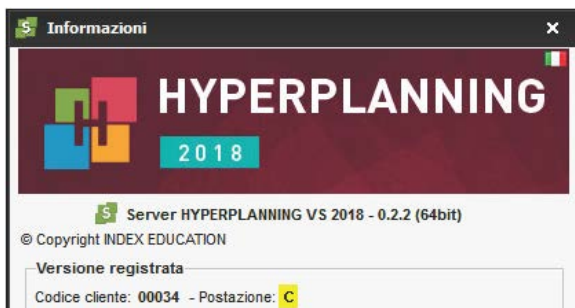 Informazioni
HYPERPLANNING
2018
Server HYPERPLANNING VS 2018 - 0.2.2 (64bit)
© Copyright INDEX EDUCATION
Versione registrata
Codice cliente: 00034 - Postazione: C